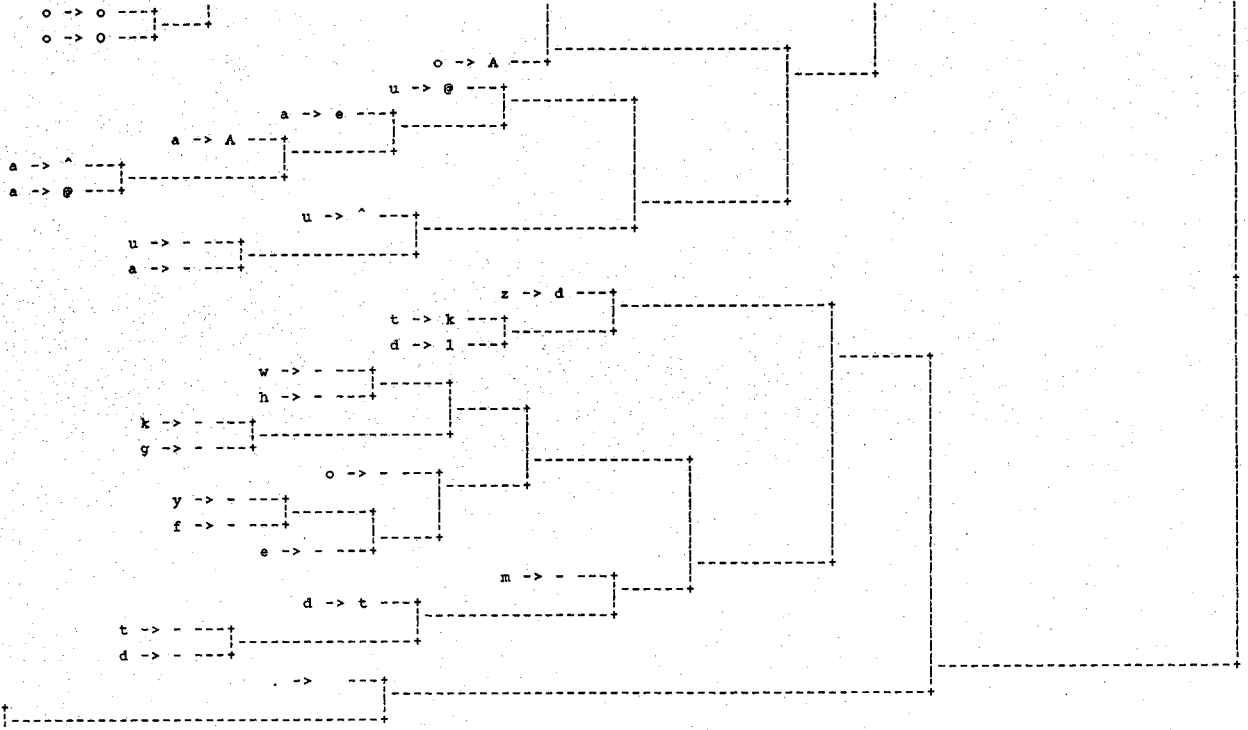 o -> o
o -> O
o -> A
u -> @
a -> e
a -> A
a -> ^
a -> @
u -> ^
u -> -
a -> -
z -> d
t -> k
d -> l
w -> -
h -> -
k -> -
g -> -
o -> -
y -> -
f -> -
e -> -
m -> -
d -> t
t -> -
d -> -
. ->